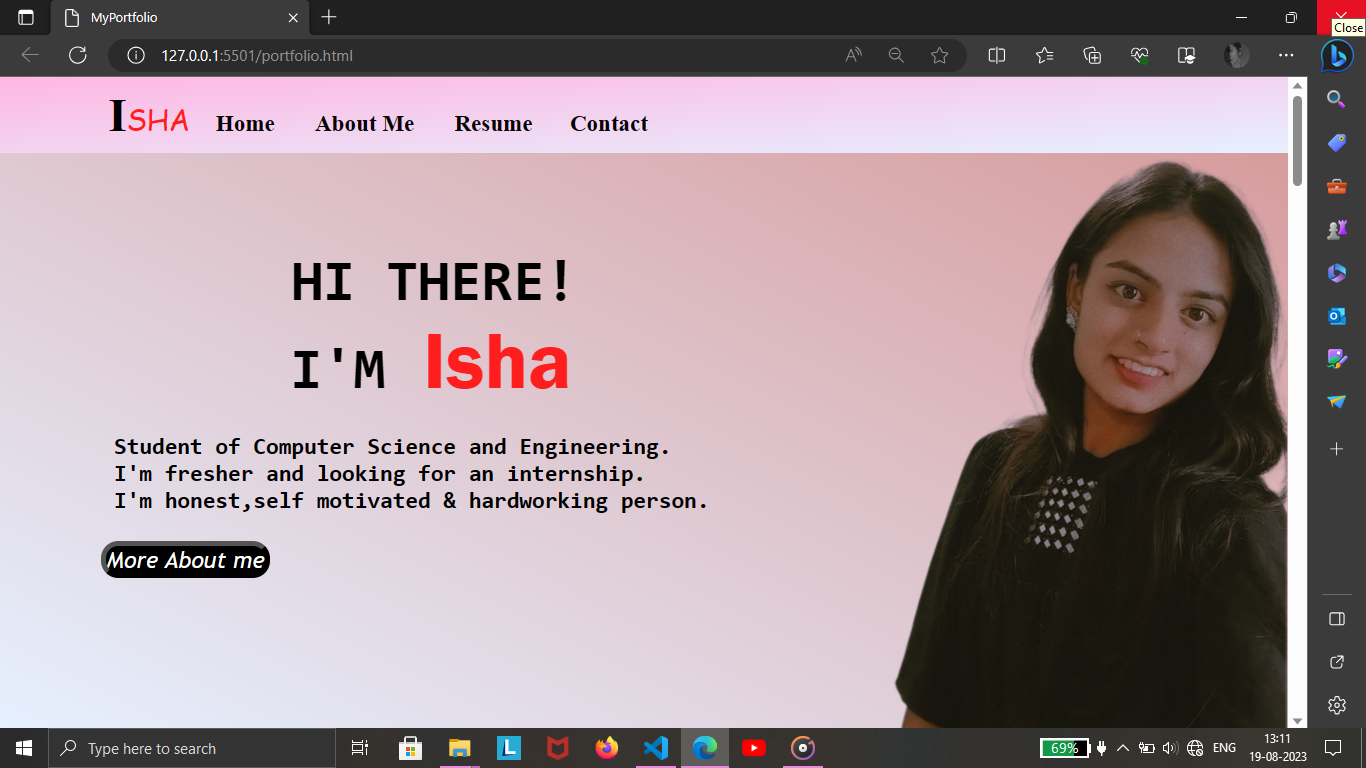 MyPortfolio
Close
127.0.0.1:5501/portfolio.html
ISHA Home About Me Resume Contact
HI THERE!
I'M Isha
Student of Computer Science and Engineering.
I'm fresher and looking for an internship.
I'm honest,self motivated & hardworking person.
More About me
Type here to search
L
69%
ENG
13:11
19-08-2023